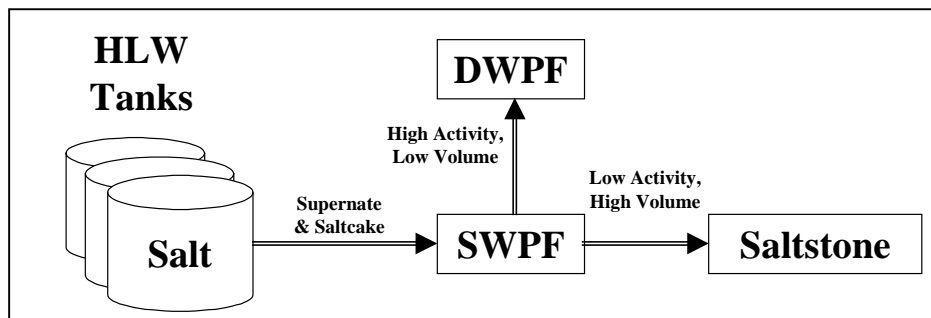 HLW
Tanks
Salt
Supernate
& Saltcake
SWPF
High Activity,
Low Volume
DWPF
Low Activity,
High Volume
Saltstone